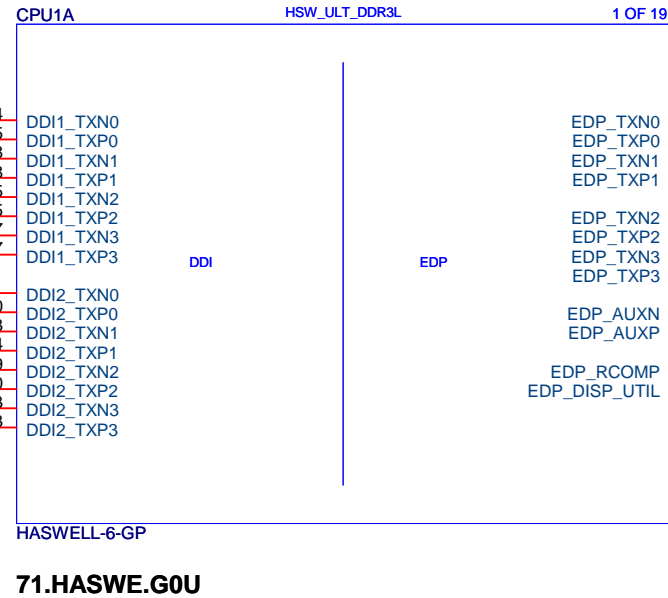 CPU1A HSW_ULT_DDR3L 1 OF 19
DDI1_TXN0 EDP_TXN0
DDI1_TXP0 EDP_TXP0
DDI1_TXN1 EDP_TXN1
DDI1_TXP1 EDP_TXP1
DDI1_TXN2
DDI1_TXP2 EDP_TXN2
DDI1_TXN3 EDP_TXP2
DDI1_TXP3 EDP_TXN3
DDI EDP
EDP_TXP3
DDI2_TXN0
DDI2_TXP0 EDP_AUXN
DDI2_TXN1 EDP_AUXP
DDI2_TXP1
DDI2_TXN2 EDP_RCOMP
DDI2_TXP2 EDP_DISP_UTIL
DDI2_TXN3
DDI2_TXP3
HASWELL-6-GP
71.HASWE.G0U